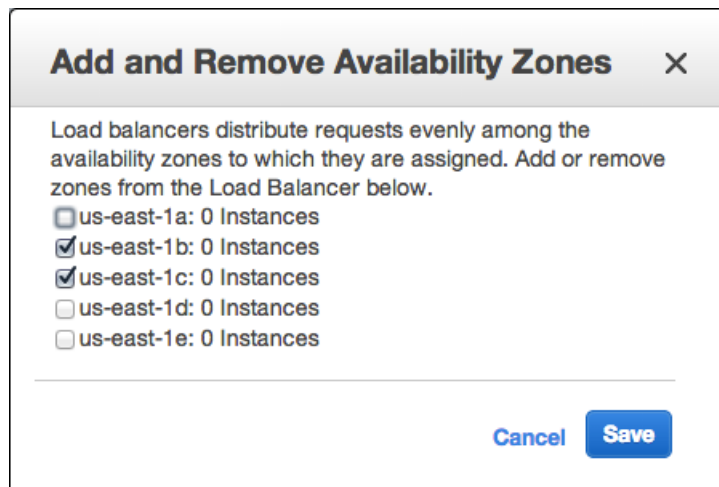 Add and Remove Availability Zones
Load balancers distribute requests evenly among the
availability zones to which they are assigned. Add or remove
zones from the Load Balancer below.
us-east-1a: 0 Instances
us-east-1b: 0 Instances
us-east-1c: 0 Instances
us-east-1d: 0 Instances
us-east-1e: 0 Instances
Cancel Save